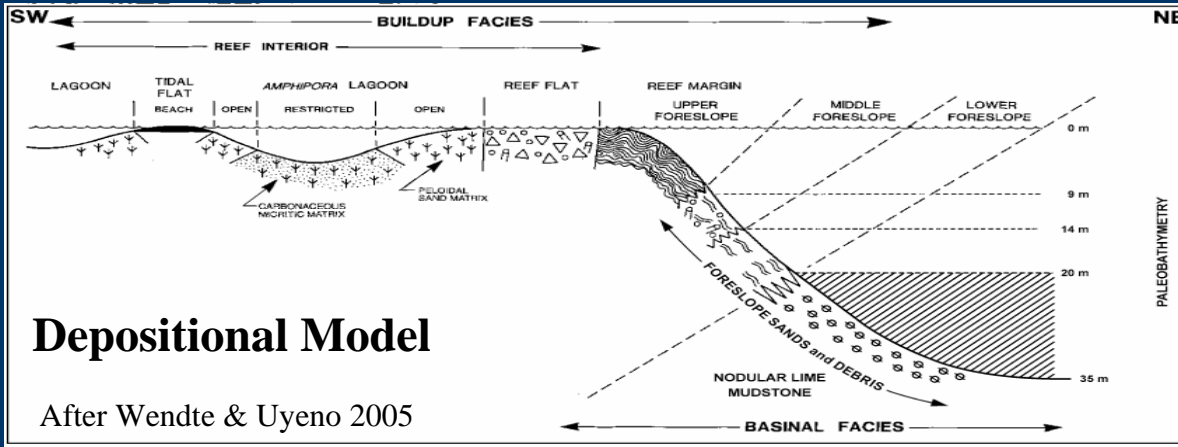 SW
BUILDUP FACIES
NE
REEF INTERIOR
LAGOON
TIDAL
FLAT
AMPHIPORA LAGOON
REEF FLAT
REEF MARGIN
BEACH
OPEN
RESTRICTED
OPEN
UPPER
FORESLOPE
MIDDLE
FORESLOPE
LOWER
FORESLOPE
0 m
CARBONACEOUS
MICRITIC MATRIX
PELOIDAL
SAND MATRIX
9 m
14 m
20 m
35 m
PALEOBATHYMETRY
FORESLOPE SANDS and DEBRIS
NODULAR LIME
MUDSTONE
BASINAL FACIES
Depositional Model
After Wendte & Uyeno 2005